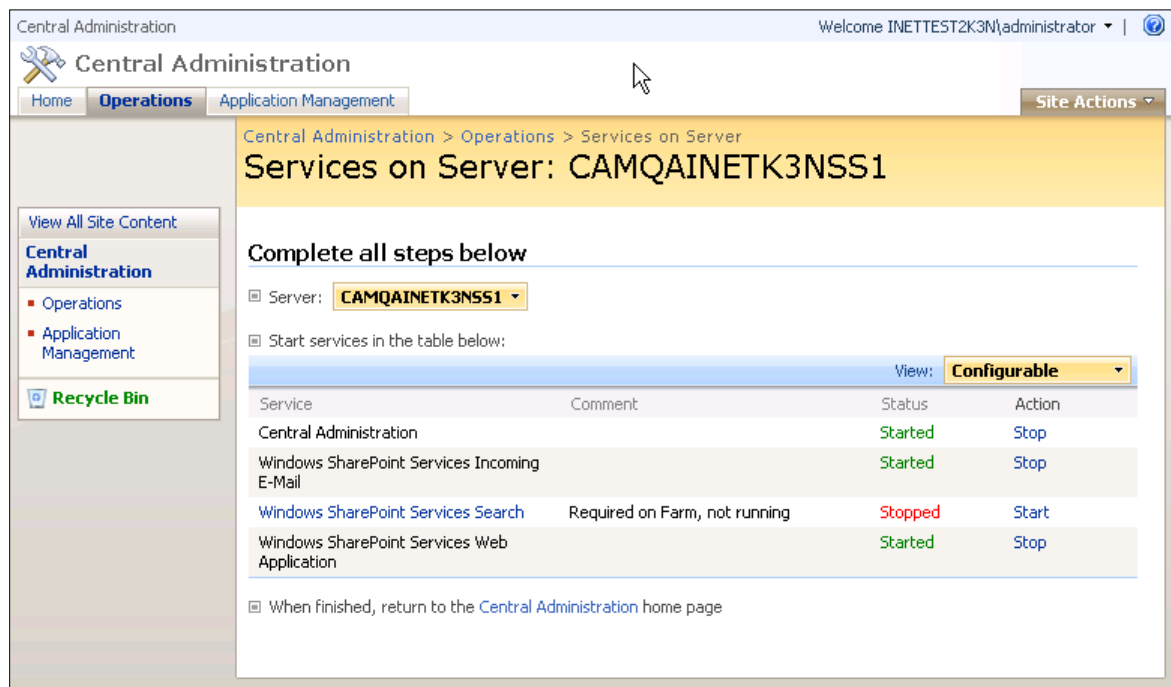 Central Administration
Welcome INETTEST2K3N\administrator |
Central Administration
Home Operations Application Management
Site Actions
Central Administration > Operations > Services on Server
Services on Server: CAMQAINETK3NSS1
View All Site Content
Central
Administration
Operations
Application
Management
Recycle Bin
Complete all steps below
Server: CAMQAINETK3NSS1
Start services in the table below:
View: Configurable
Service Comment Status Action
Central Administration Started Stop
Windows SharePoint Services Incoming
E-Mail Started Stop
Windows SharePoint Services Search Required on Farm, not running Stopped Start
Windows SharePoint Services Web
Application Started Stop
When finished, return to the Central Administration home page